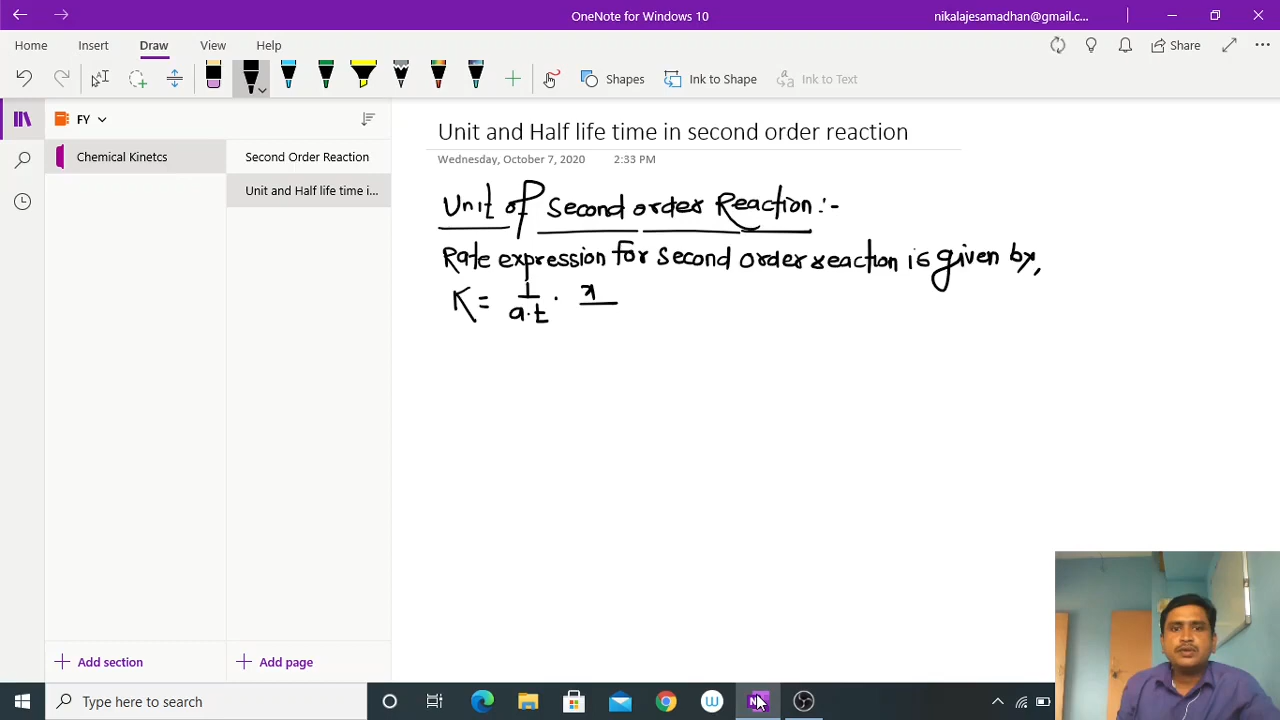 OneNote for Windows 10
nikalajesamadhan@gmail.c...
Home Insert Draw View Help
Share
Shapes Ink to Shape Ink to Text
FY
Chemical Kinetcs
Second Order Reaction
Unit and Half life time i...
Unit and Half life time in second order reaction
Wednesday, October 7, 2020 2:33 PM
Unit of Second order Reaction :-
Rate expression for Second order reaction is given by,
K = 1/a.t . x/
Add section
Add page
Type here to search